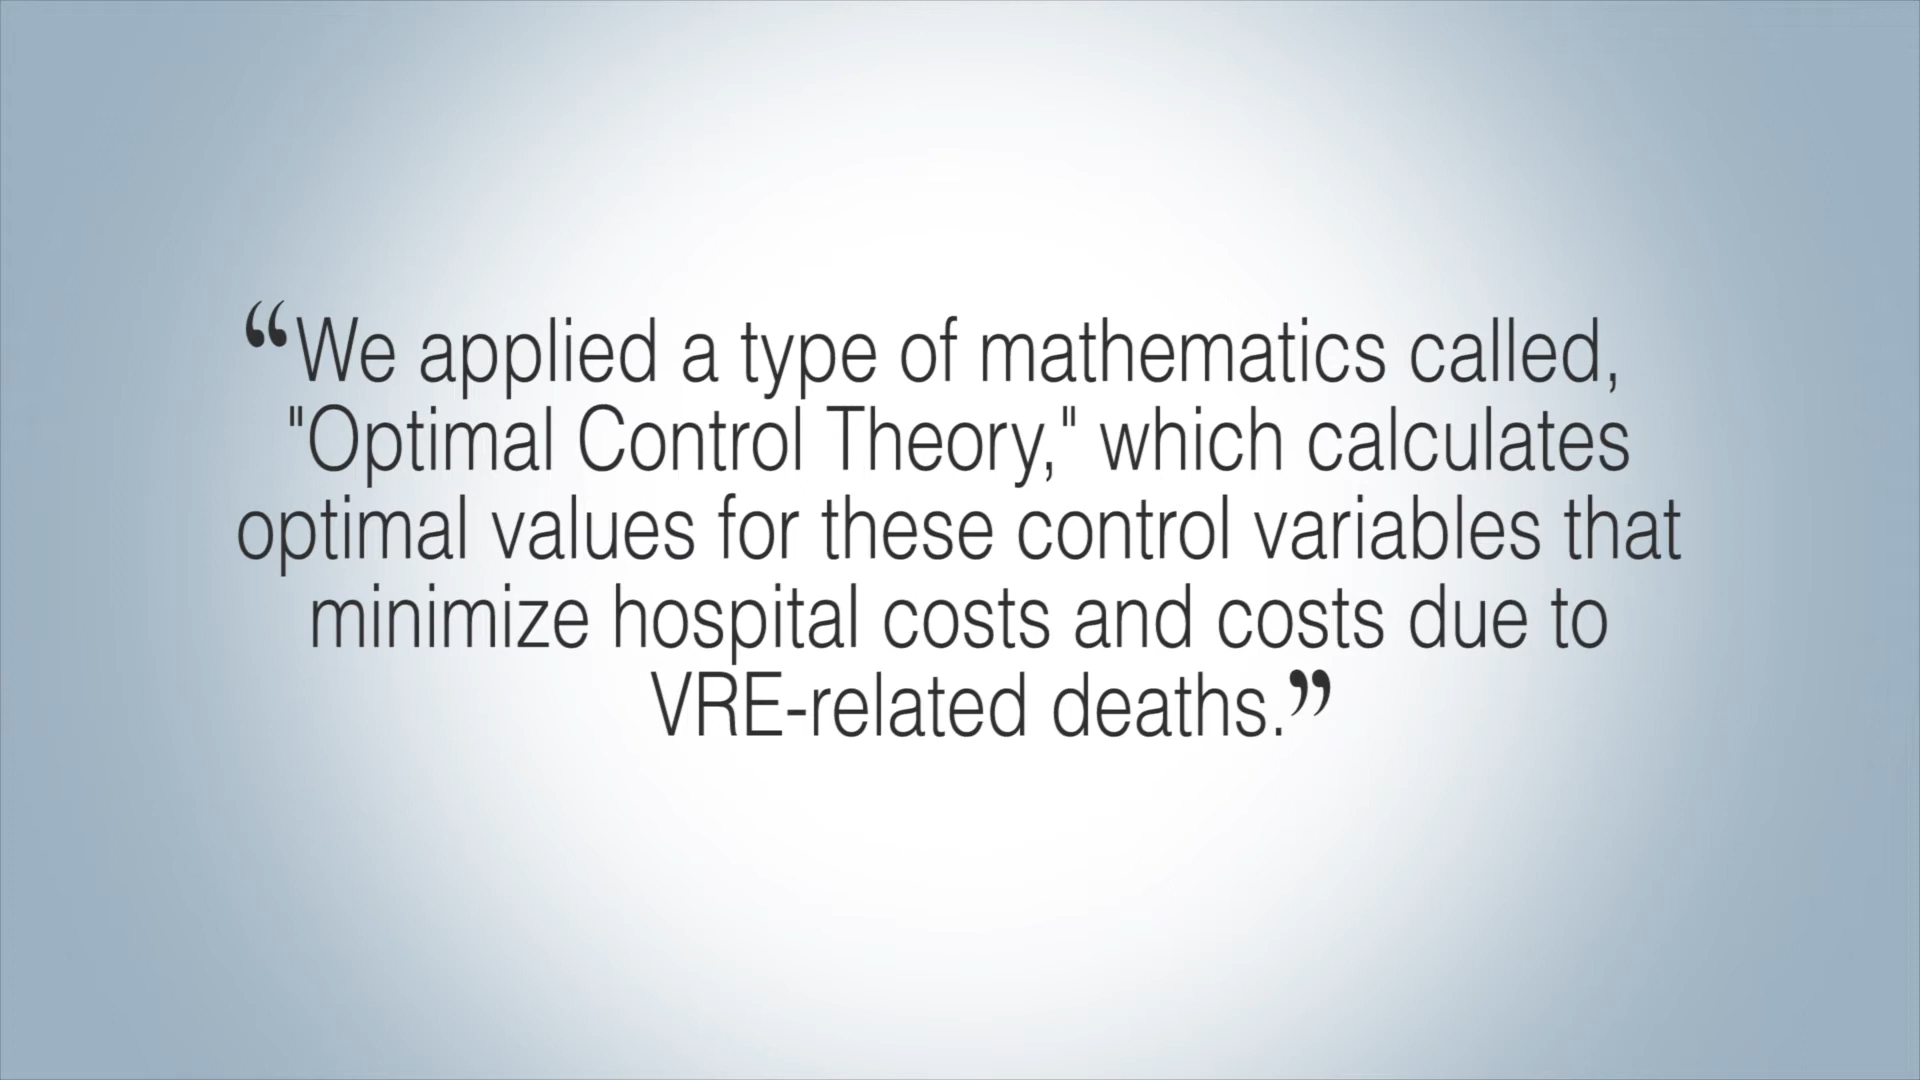 “We applied a type of mathematics called,
"Optimal Control Theory," which calculates
optimal values for these control variables that
minimize hospital costs and costs due to
VRE-related deaths.”